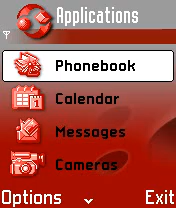 Applications
Phonebook
Calendar
Messages
Cameras
Options Exit